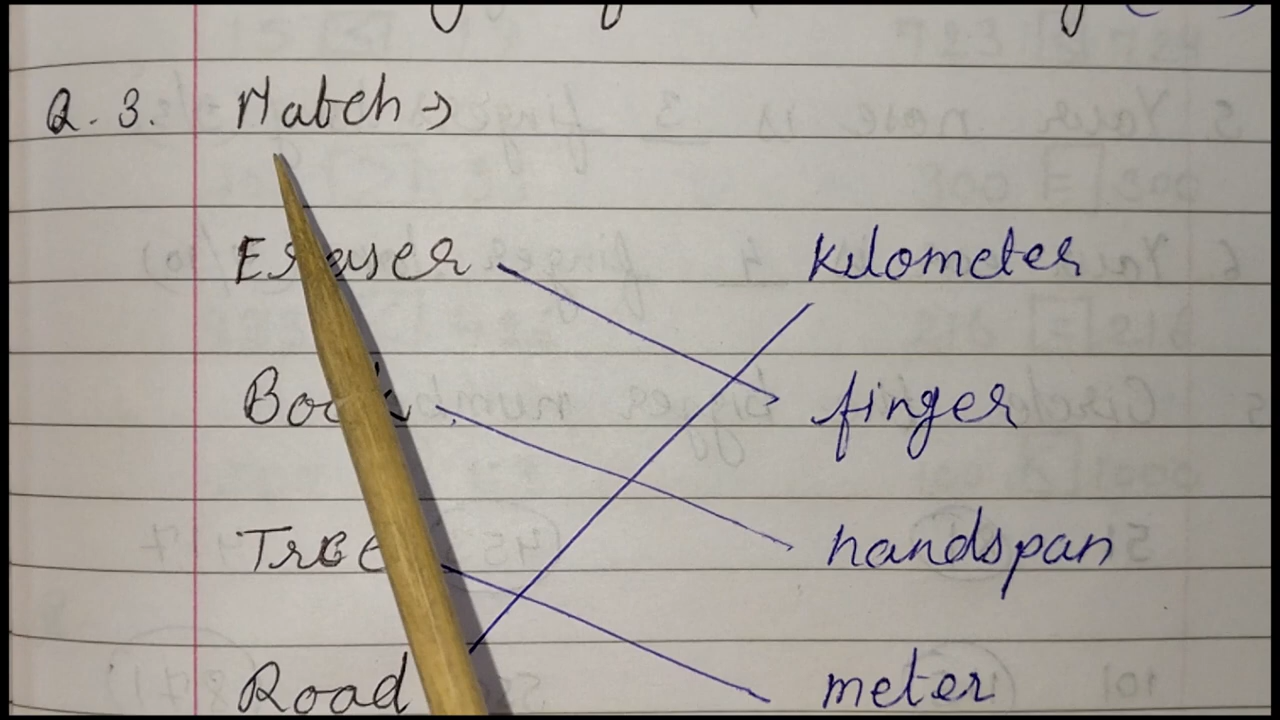 Q. 3. Match →
Eraser kilometer
Book finger
Tree handspan
Road meter